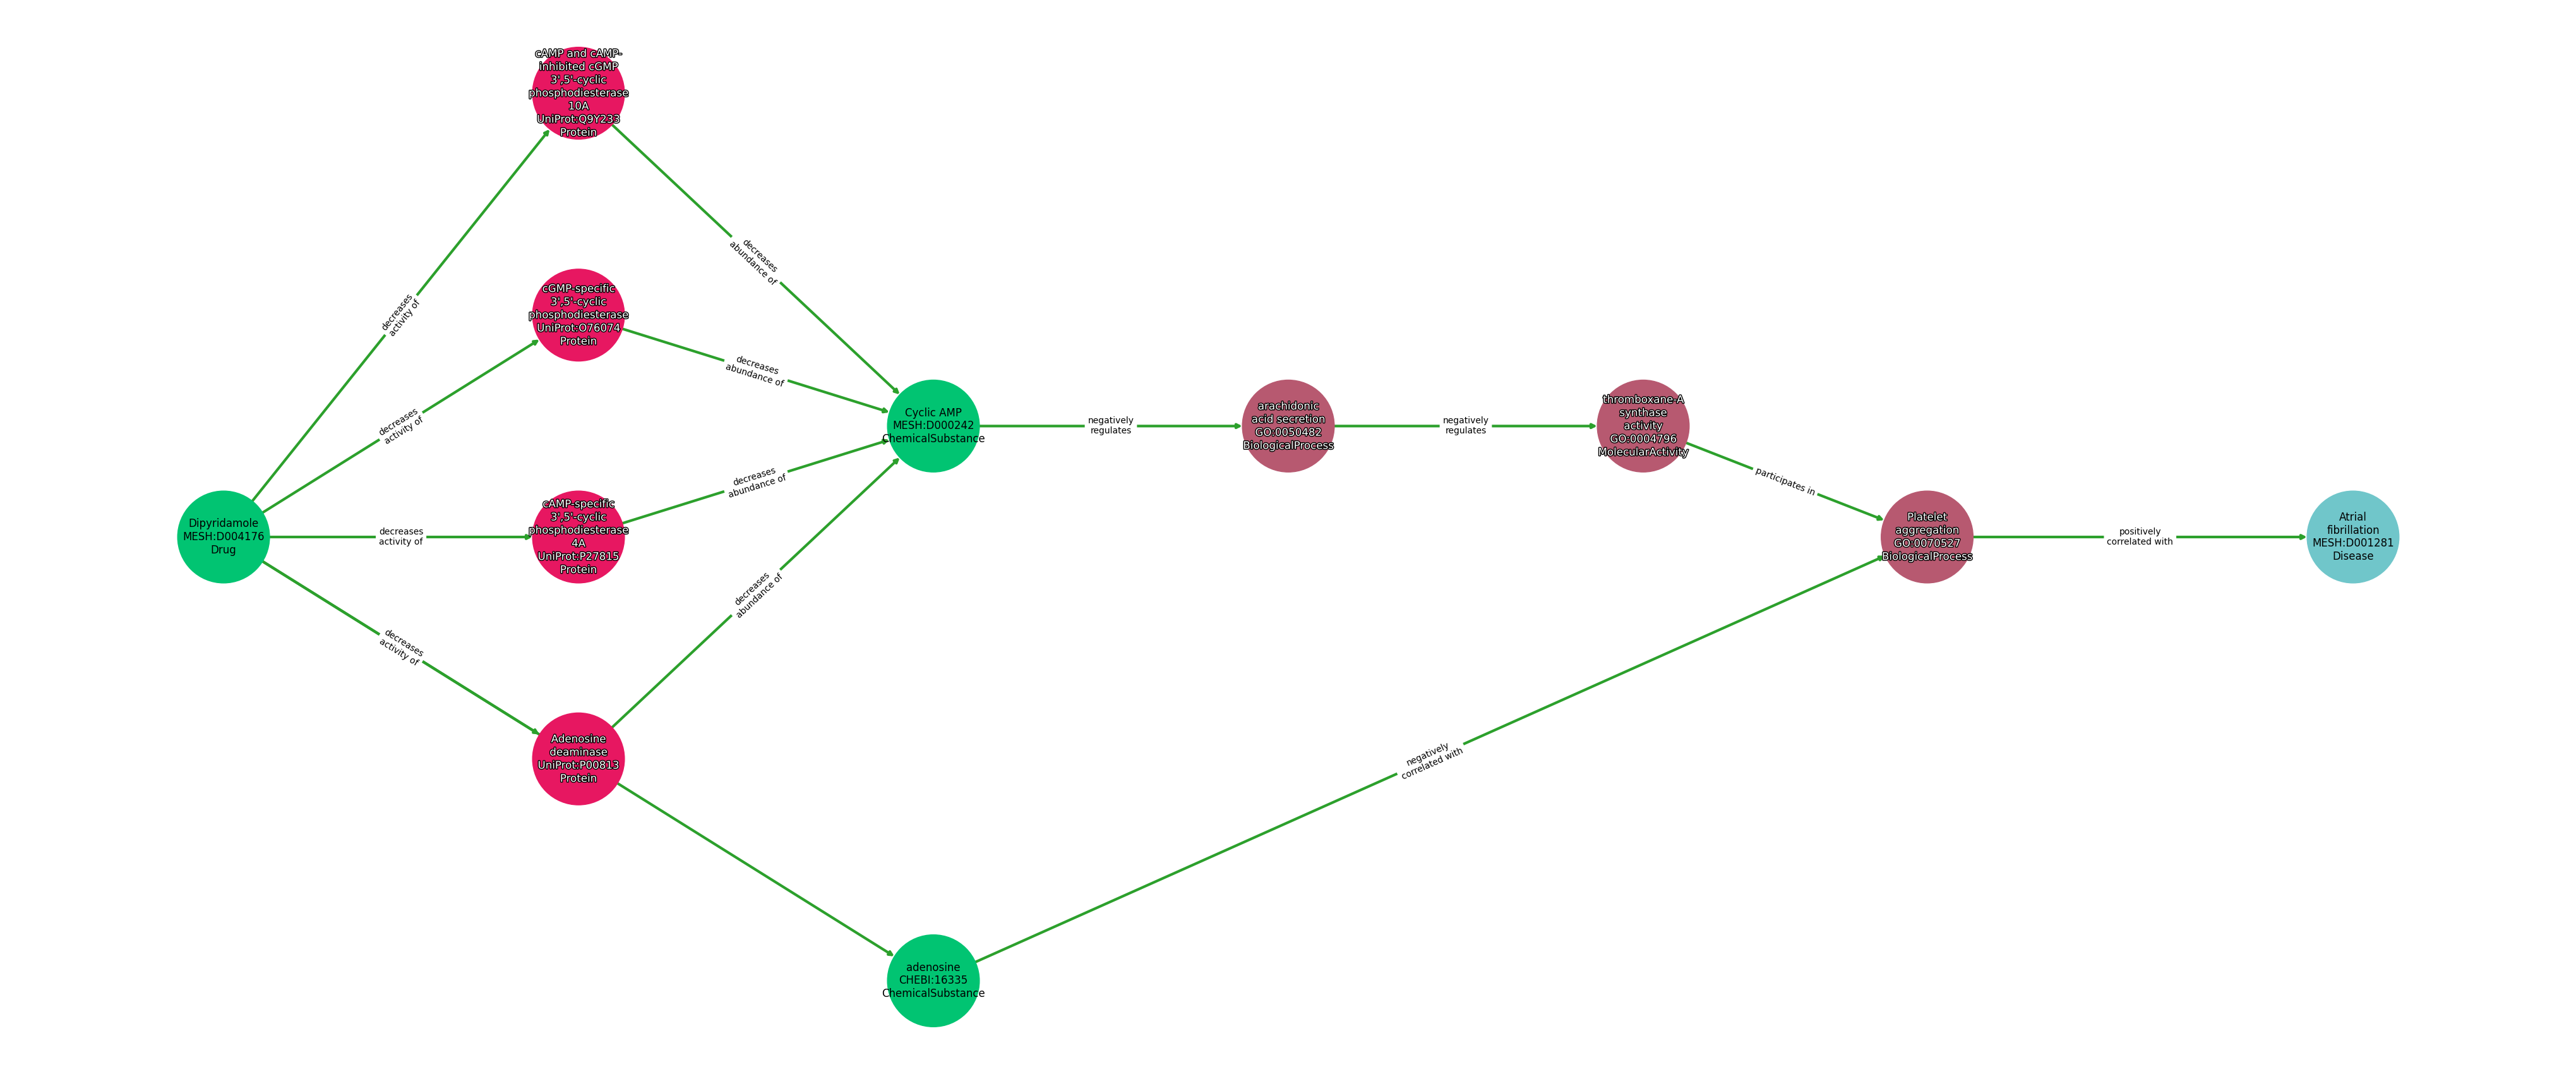 cAMP and cAMP-
inhibited cGMP
3',5'-cyclic
phosphodiesterase
10A
UniProt:Q9Y233
Protein
decreases
abundance of
decreases
activity of
cGMP-specific
3',5'-cyclic
phosphodiesterase
UniProt:O76074
Protein
decreases
abundance of
decreases
activity of
Cyclic AMP
MESH:D000242
ChemicalSubstance
negatively
regulates
arachidonic
acid secretion
GO:0050482
BiologicalProcess
negatively
regulates
thromboxane-A
synthase
activity
GO:0004796
MolecularActivity
participates in
decreases
abundance of
Dipyridamole
MESH:D004176
Drug
decreases
activity of
cAMP-specific
3',5'-cyclic
phosphodiesterase
4A
UniProt:P27815
Protein
Platelet
aggregation
GO:0070527
BiologicalProcess
positively
correlated with
Atrial
fibrillation
MESH:D001281
Disease
decreases
abundance of
decreases
activity of
Adenosine
deaminase
UniProt:P00813
Protein
negatively
correlated with
adenosine
CHEBI:16335
ChemicalSubstance